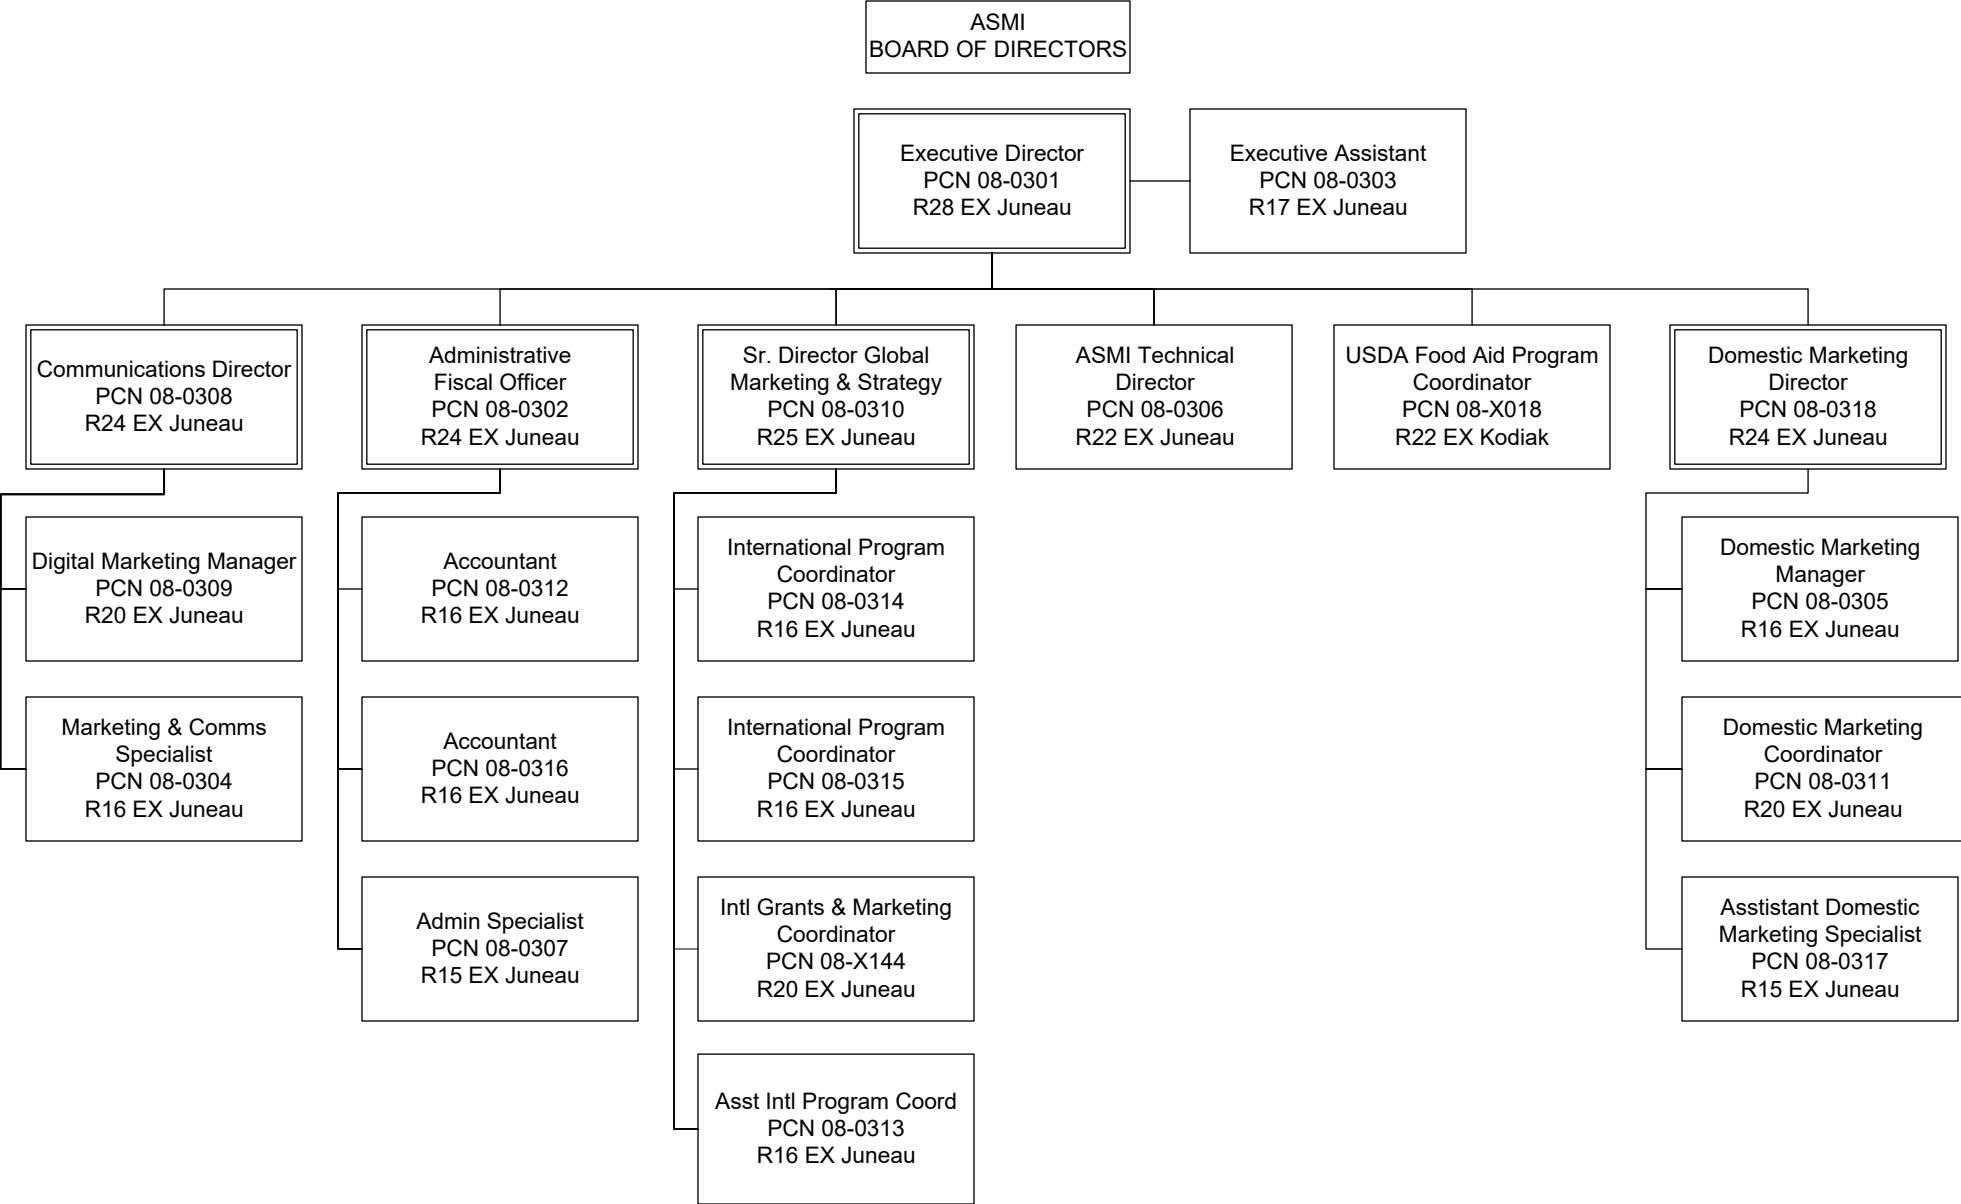 ASMI
BOARD OF DIRECTORS
Executive Director
PCN 08-0301
R28 EX Juneau
Executive Assistant
PCN 08-0303
R17 EX Juneau
Communications Director
PCN 08-0308
R24 EX Juneau
Administrative
Fiscal Officer
PCN 08-0302
R24 EX Juneau
Sr. Director Global
Marketing & Strategy
PCN 08-0310
R25 EX Juneau
ASMI Technical
Director
PCN 08-0306
R22 EX Juneau
USDA Food Aid Program
Coordinator
PCN 08-X018
R22 EX Kodiak
Domestic Marketing
Director
PCN 08-0318
R24 EX Juneau
Digital Marketing Manager
PCN 08-0309
R20 EX Juneau
Accountant
PCN 08-0312
R16 EX Juneau
International Program
Coordinator
PCN 08-0314
R16 EX Juneau
Domestic Marketing
Manager
PCN 08-0305
R16 EX Juneau
Marketing & Comms
Specialist
PCN 08-0304
R16 EX Juneau
Accountant
PCN 08-0316
R16 EX Juneau
International Program
Coordinator
PCN 08-0315
R16 EX Juneau
Domestic Marketing
Coordinator
PCN 08-0311
R20 EX Juneau
Admin Specialist
PCN 08-0307
R15 EX Juneau
Intl Grants & Marketing
Coordinator
PCN 08-X144
R20 EX Juneau
Asstistant Domestic
Marketing Specialist
PCN 08-0317
R15 EX Juneau
Asst Intl Program Coord
PCN 08-0313
R16 EX Juneau